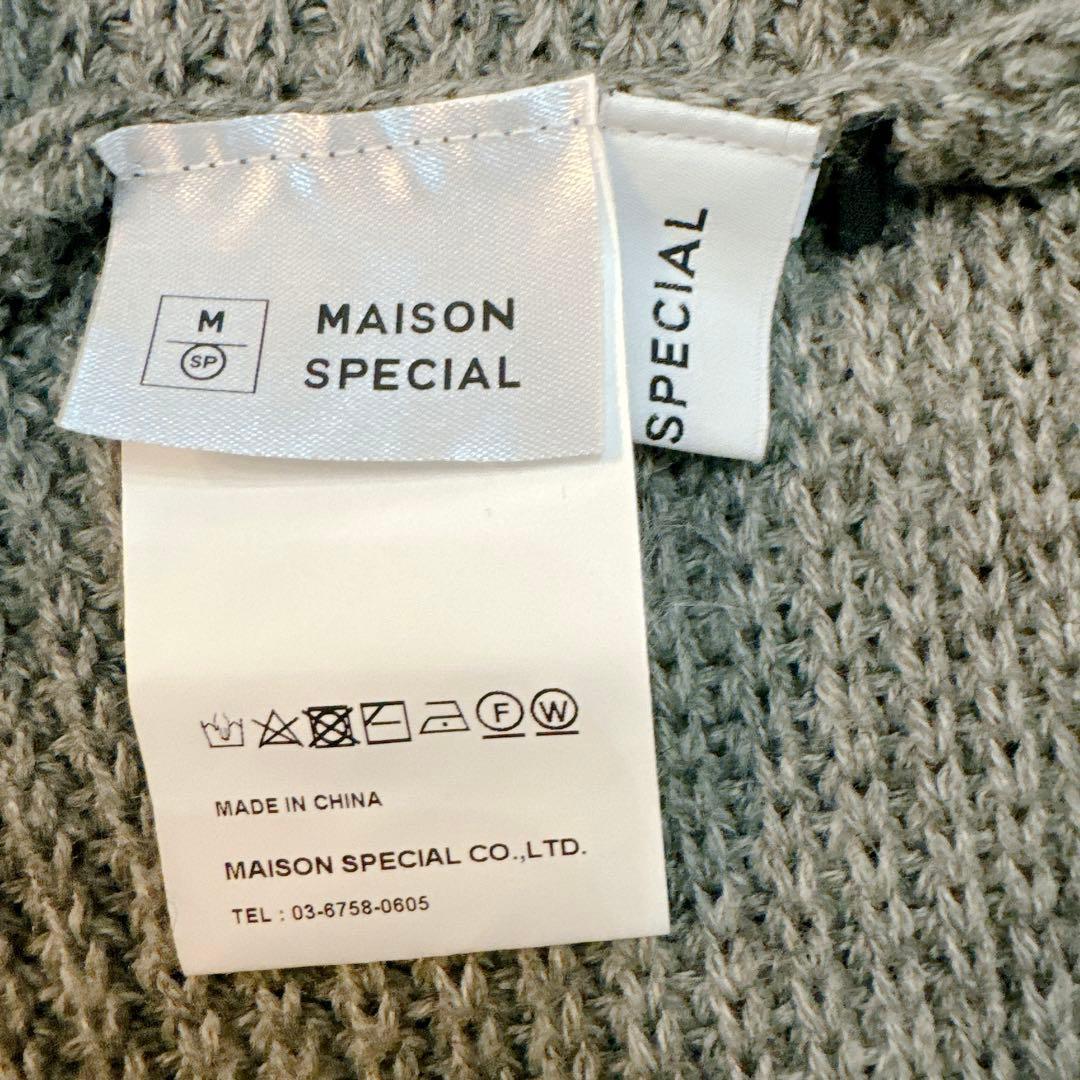 M
SP
MAISON
SPECIAL
SPECIAL
F W
MADE IN CHINA
MAISON SPECIAL CO.,LTD.
TEL : 03-6758-0605